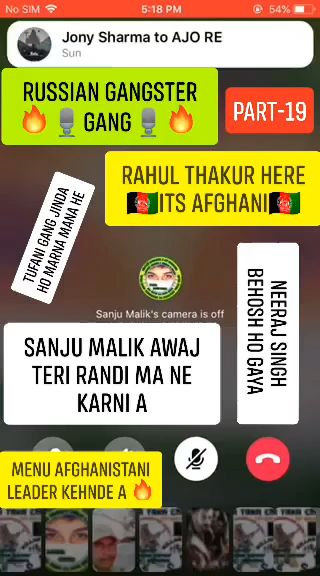 No SIM
5:18 PM
54%
Jony Sharma to AJO RE
Sun
RUSSIAN GANGSTER
🔥🎙️GANG🎙️🔥
PART-19
RAHUL THAKUR HERE
🇦🇫ITS AFGHANI🇦🇫
TUFANI GANG JINDA
HO MARNA MANA HE
Sanju Malik's camera is off
NEERAJ SINGH
BEHOSH HO GAYA
SANJU MALIK AWAJ
TERI RANDI MA NE
KARNI A
MENU AFGHANISTANI
LEADER KEHNDE A 🔥